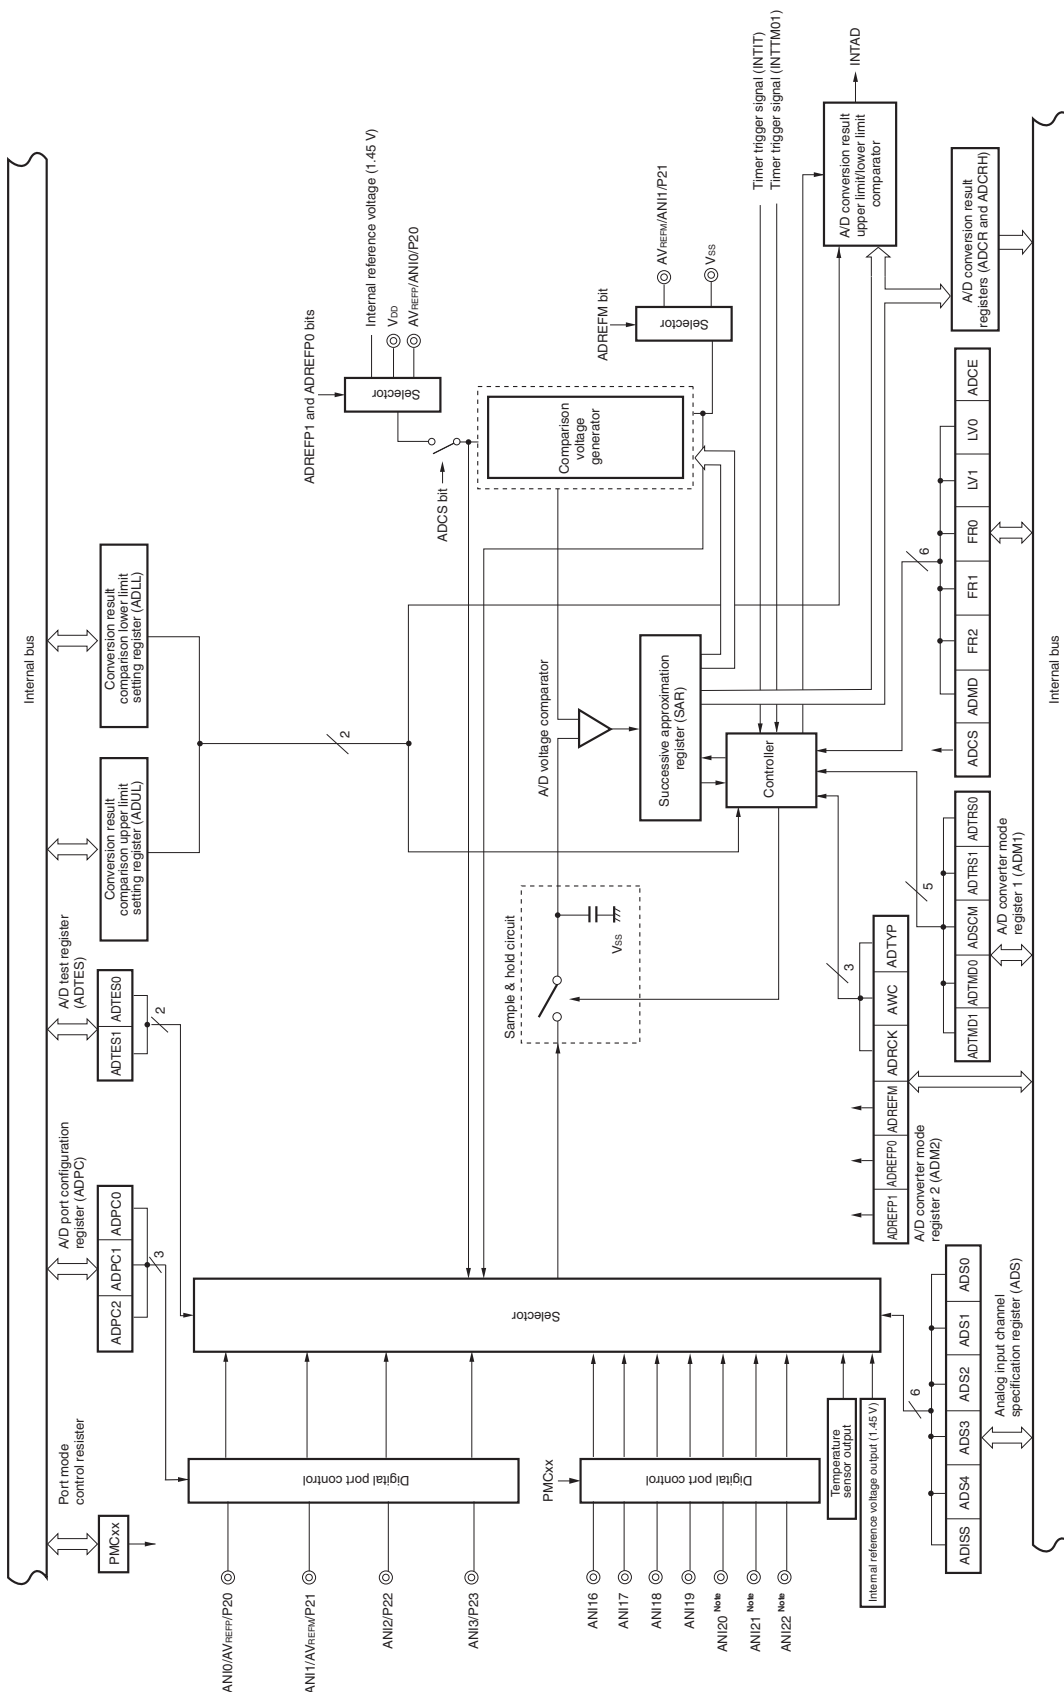 Internal bus
Port mode
control resister
PMCxx
A/D port configuration
register (ADPC)
ADPC2
ADPC1
ADPC0
3
A/D test register
(ADTES)
ADTES1
ADTES0
2
Conversion result
comparison upper limit
setting register (ADUL)
Conversion result
comparison lower limit
setting register (ADLL)
2
ADREFP1 and ADREFP0 bits
Internal reference voltage (1.45 V)
VDD
AVREFP/ANI0/P20
Selector
ADCS bit
ANI0/AVREFP/P20
ANI1/AVREFM/P21
ANI2/P22
ANI3/P23
Digital port control
PMCxx
ANI16
ANI17
ANI18
ANI19
ANI20 Note
ANI21 Note
ANI22 Note
Digital port control
Selector
Temperature
sensor output
Internal reference voltage output (1.45 V)
Sample & hold circuit
VSS
A/D voltage comparator
Comparison
voltage
generator
ADREFM bit
Selector
AVREFM/ANI1/P21
VSS
Successive approximation
register (SAR)
Controller
Timer trigger signal (INTIT)
Timer trigger signal (INTTM01)
A/D conversion result
upper limit/lower limit
comparator
INTAD
ADISS
ADS4
ADS3
ADS2
ADS1
ADS0
6
Analog input channel
specification register (ADS)
ADREFP1
ADREFP0
ADREFM
ADRCK
AWC
ADTYP
3
A/D converter mode
register 2 (ADM2)
ADTMD1
ADTMD0
ADSCM
ADTRS1
ADTRS0
5
A/D converter mode
register 1 (ADM1)
ADCS
ADMD
FR2
FR1
FR0
LV1
LV0
ADCE
6
A/D conversion result
registers (ADCR and ADCRH)
Internal bus